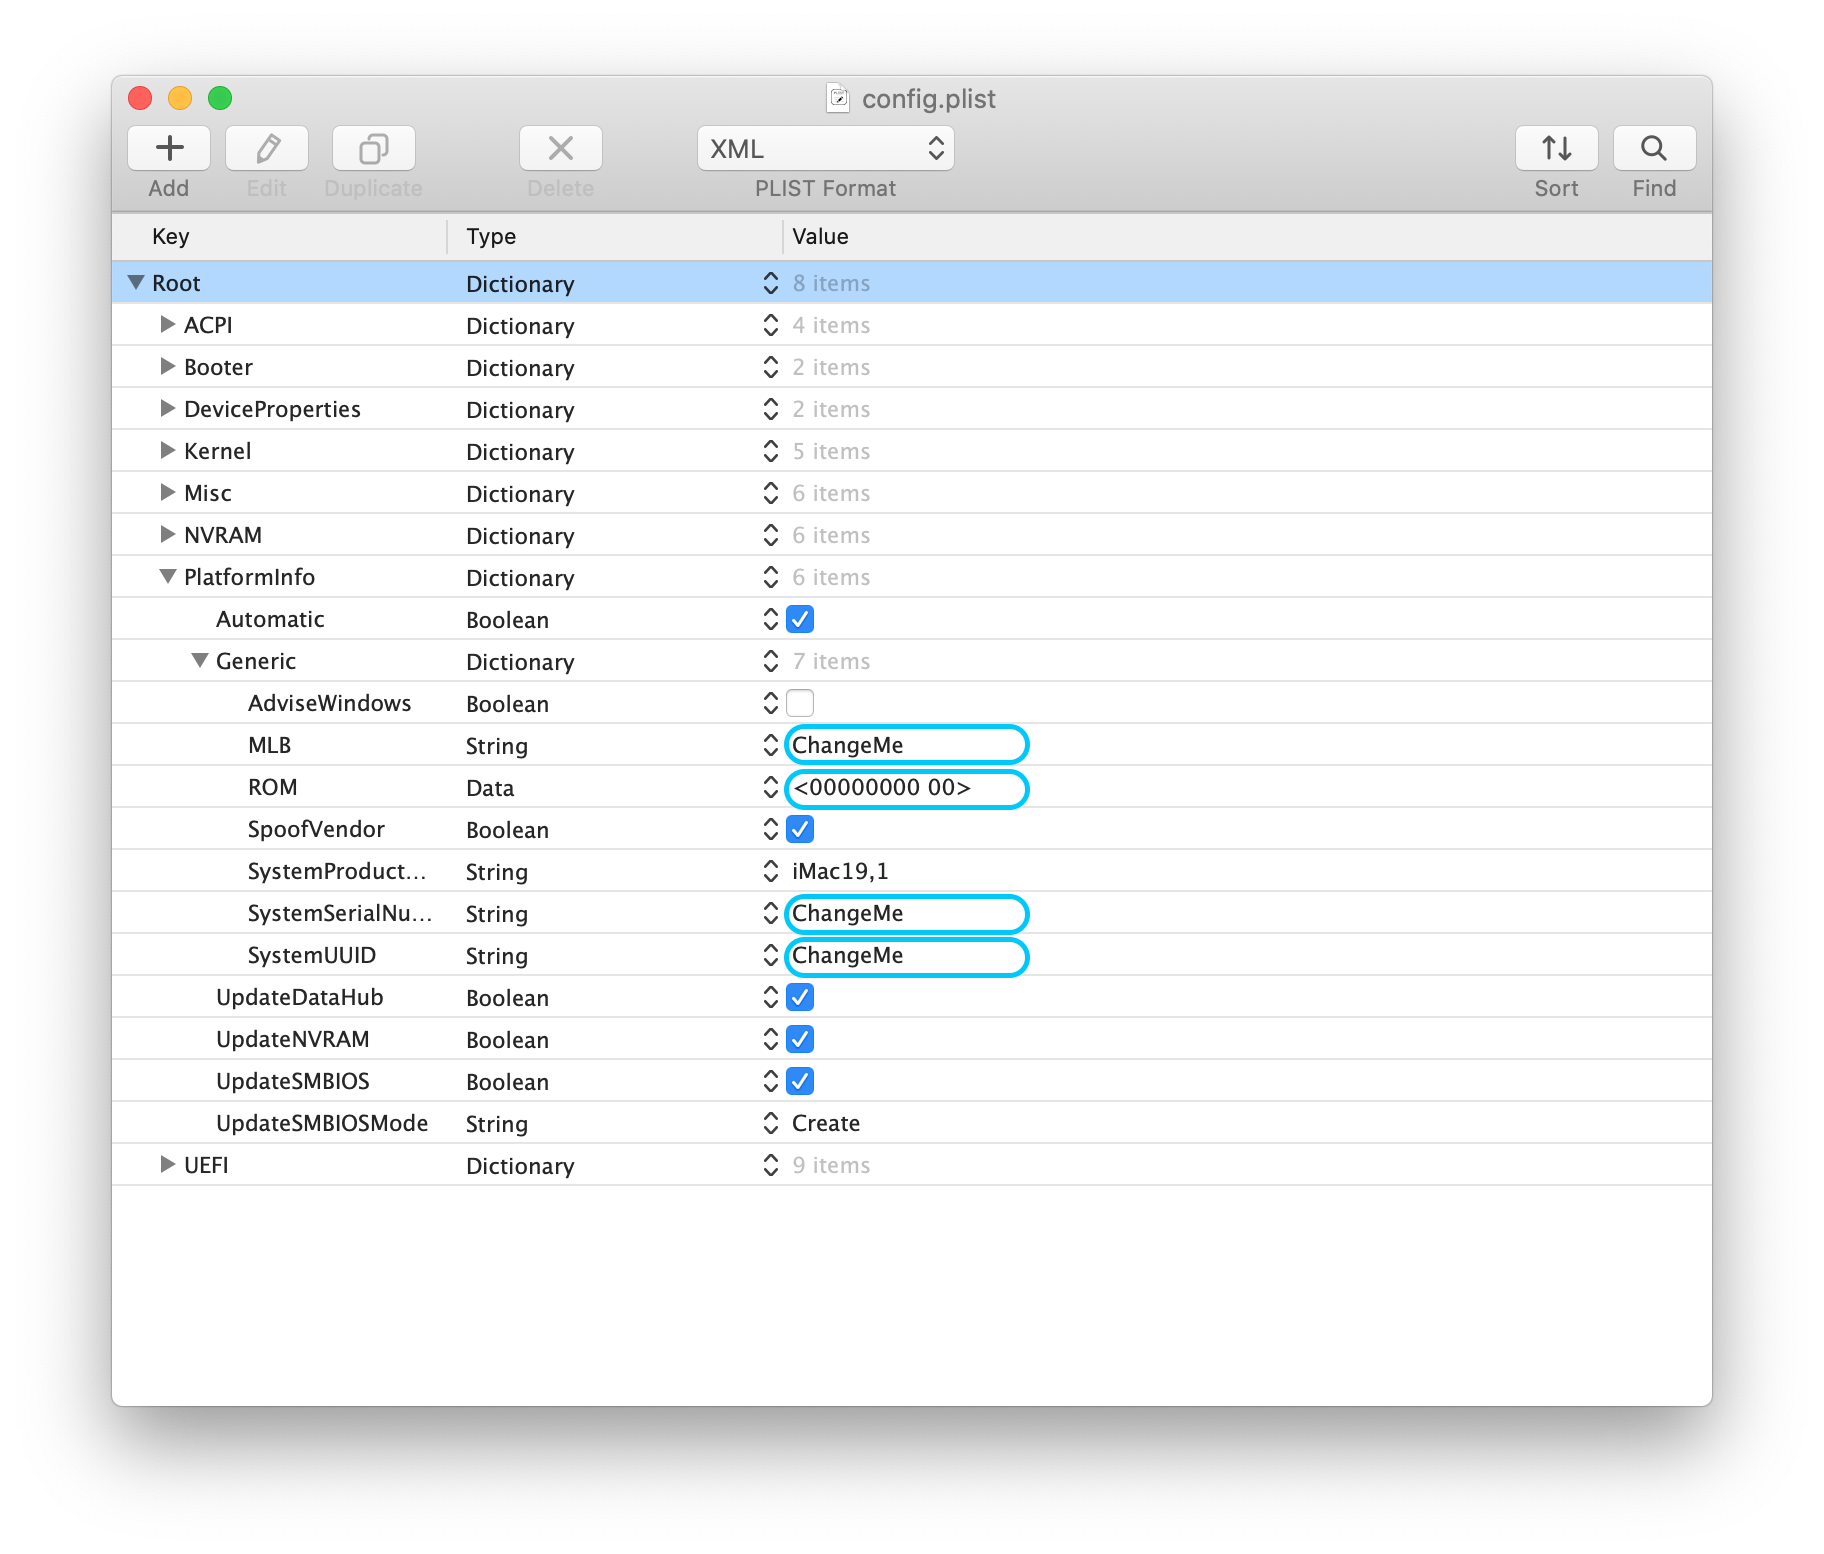 config.plist
Add Edit Duplicate Delete XML PLIST Format Sort Find
Key Type Value
Root Dictionary 8 items
ACPI Dictionary 4 items
Booter Dictionary 2 items
DeviceProperties Dictionary 2 items
Kernel Dictionary 5 items
Misc Dictionary 6 items
NVRAM Dictionary 6 items
PlatformInfo Dictionary 6 items
Automatic Boolean
Generic Dictionary 7 items
AdviseWindows Boolean
MLB String ChangeMe
ROM Data <00000000 00>
SpoofVendor Boolean
SystemProduct... String iMac19,1
SystemSerialNu... String ChangeMe
SystemUUID String ChangeMe
UpdateDataHub Boolean
UpdateNVRAM Boolean
UpdateSMBIOS Boolean
UpdateSMBIOSMode String Create
UEFI Dictionary 9 items